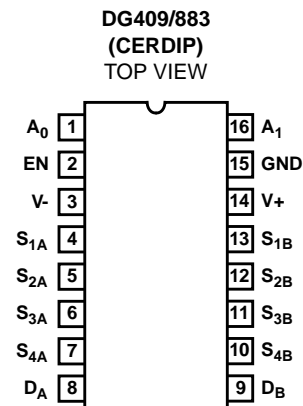 DG409/883
(CERDIP)
TOP VIEW
A0 1 16 A1
EN 2 15 GND
V- 3 14 V+
S1A 4 13 S1B
S2A 5 12 S2B
S3A 6 11 S3B
S4A 7 10 S4B
DA 8 9 DB